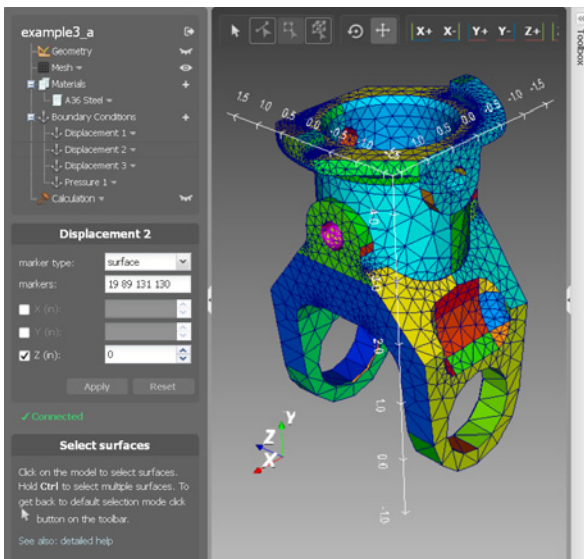 example3_a
Geometry
Mesh
Materials
A36 Steel
Boundary Conditions
Displacement 1
Displacement 2
Displacement 3
Pressure 1
Calculation
Displacement 2
marker type: surface
markers: 19 89 131 130
X (in):
Y (in):
Z (in): 0
Apply Reset
✓ Connected
Select surfaces
Click on the model to select surfaces.
Hold Ctrl to select multiple surfaces. To
get back to default selection mode click
button on the toolbar.
See also: detailed help
X+ X- Y+ Y- Z+
Toolbox
1.5 1.0 0.5 0.0
-1.0 -1.5
2.0
1.0
0.0
-1.0
Y
Z
X